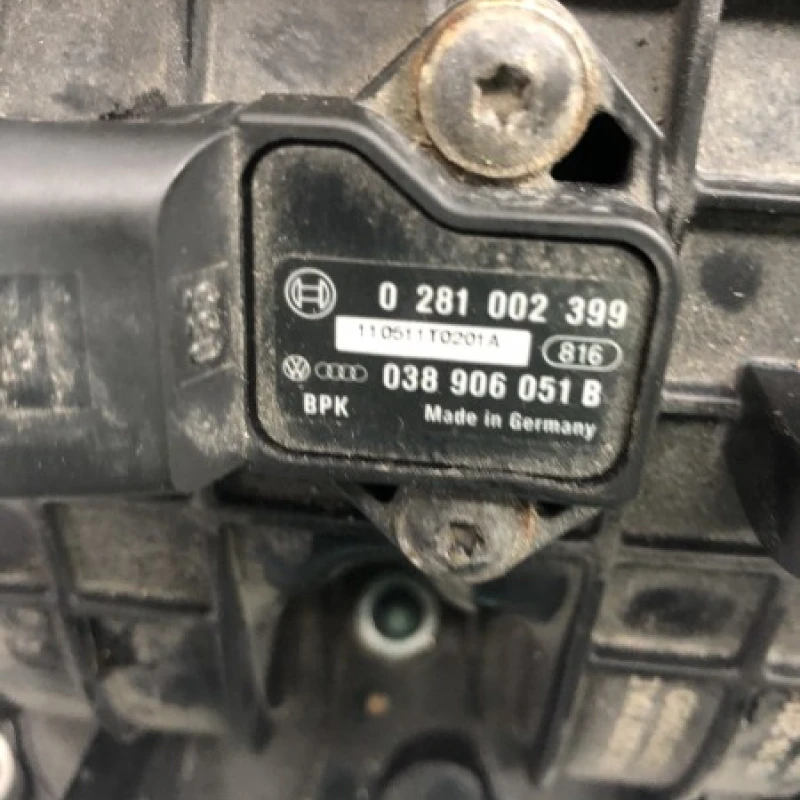 0 281 002 399
110511T0201A
816
038 906 051 B
BPK
Made in Germany